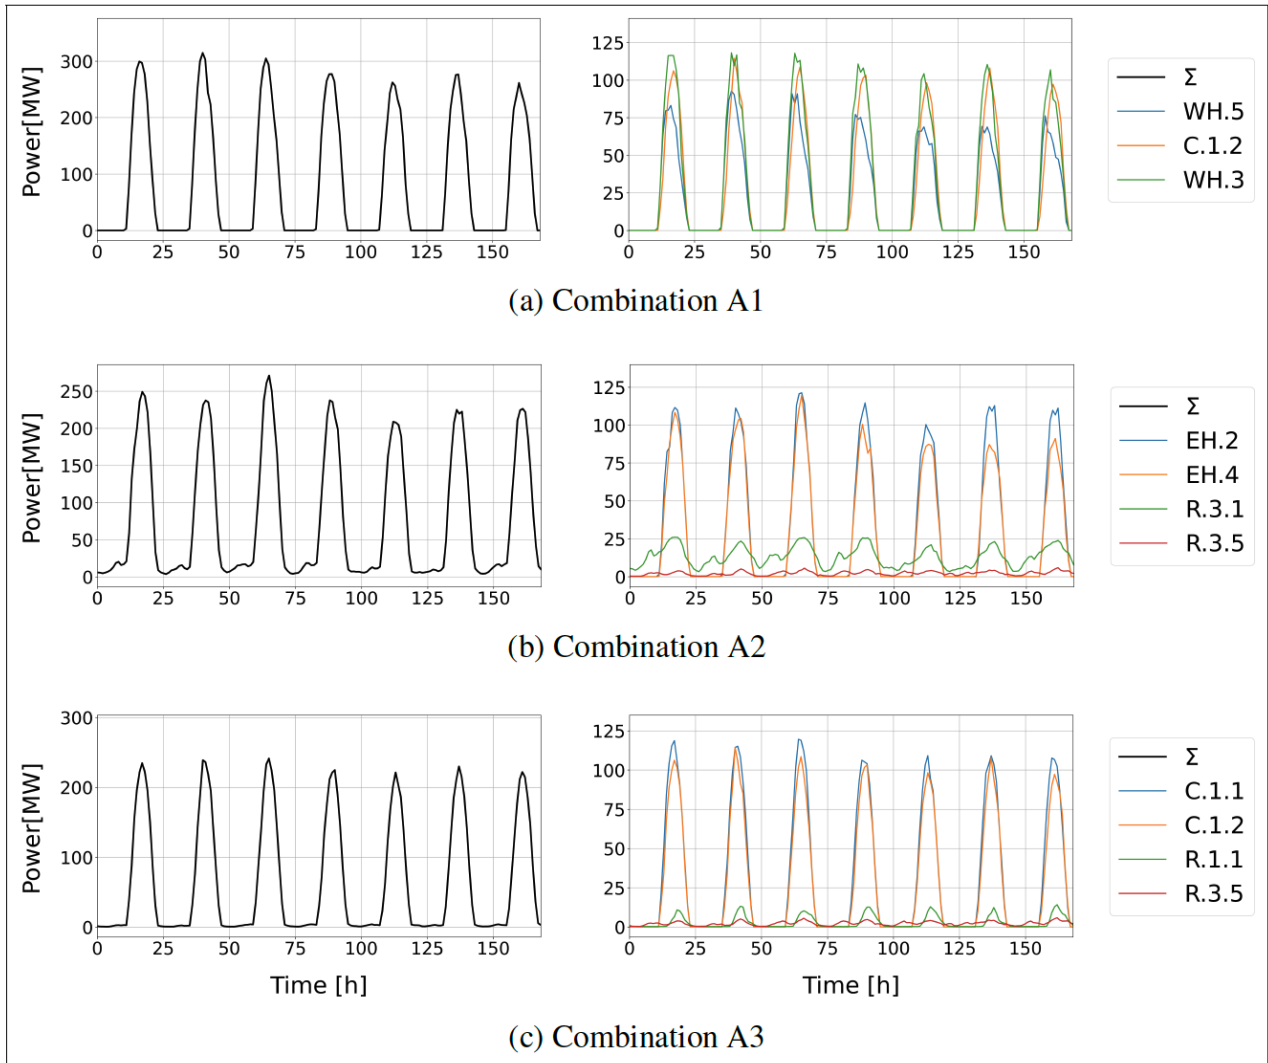 Power[MW]
300
200
100
0
0 25 50 75 100 125 150
125
100
75
50
25
0
0 25 50 75 100 125 150
Σ
WH.5
C.1.2
WH.3
(a) Combination A1
Power[MW]
250
200
150
100
50
0
0 25 50 75 100 125 150
125
100
75
50
25
0
0 25 50 75 100 125 150
Σ
EH.2
EH.4
R.3.1
R.3.5
(b) Combination A2
Power[MW]
300
200
100
0
0 25 50 75 100 125 150
Time [h]
125
100
75
50
25
0
0 25 50 75 100 125 150
Time [h]
Σ
C.1.1
C.1.2
R.1.1
R.3.5
(c) Combination A3